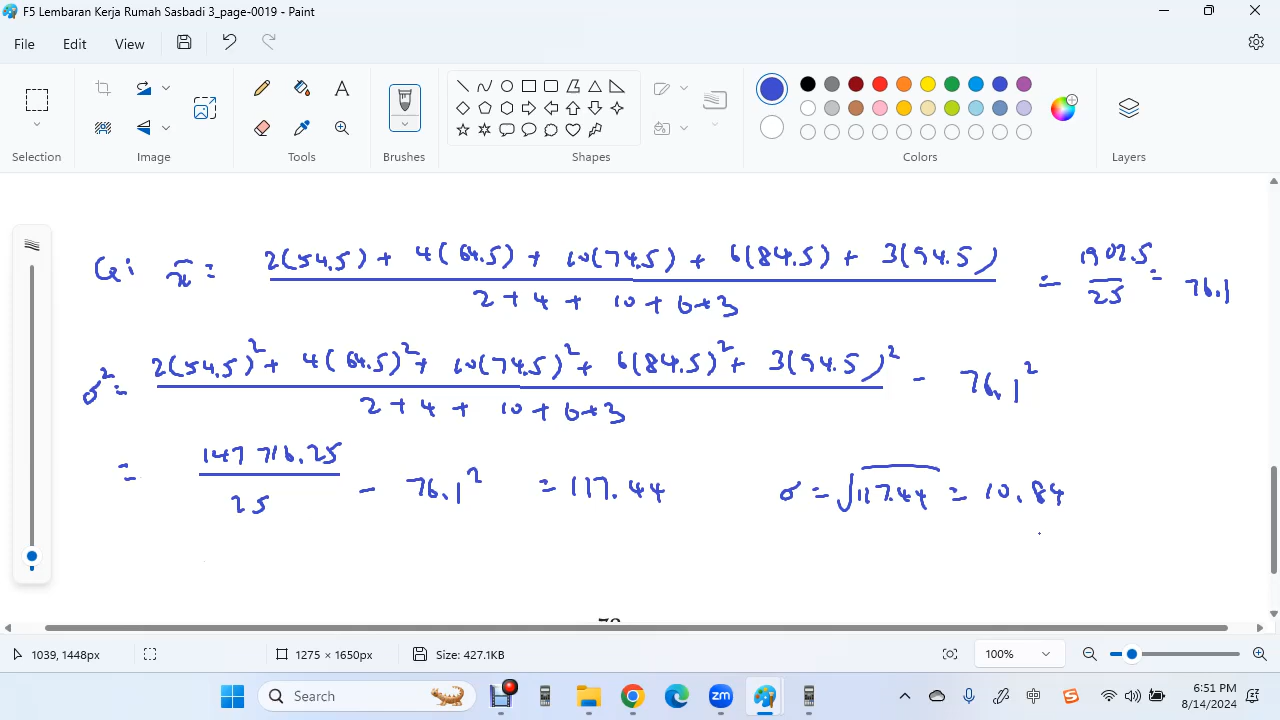 F5 Lembaran Kerja Rumah Sasbadi 3_page-0019 - Paint
File Edit View
Selection Image Tools Brushes Shapes Colors Layers
x̄ = 2(54.5) + 4(64.5) + 10(74.5) + 6(84.5) + 3(94.5) / 2 + 4 + 10 + 6 + 3 = 1902.5 / 25 = 76.1
σ² = 2(54.5)² + 4(64.5)² + 10(74.5)² + 6(84.5)² + 3(94.5)² / 2 + 4 + 10 + 6 + 3 - 76.1²
= 147 716.25 / 25 - 76.1² = 117.44 σ = √117.44 = 10.84
1039, 1448px 1275 × 1650px Size: 427.1KB 100%
Search zm 中 S 6:51 PM
8/14/2024